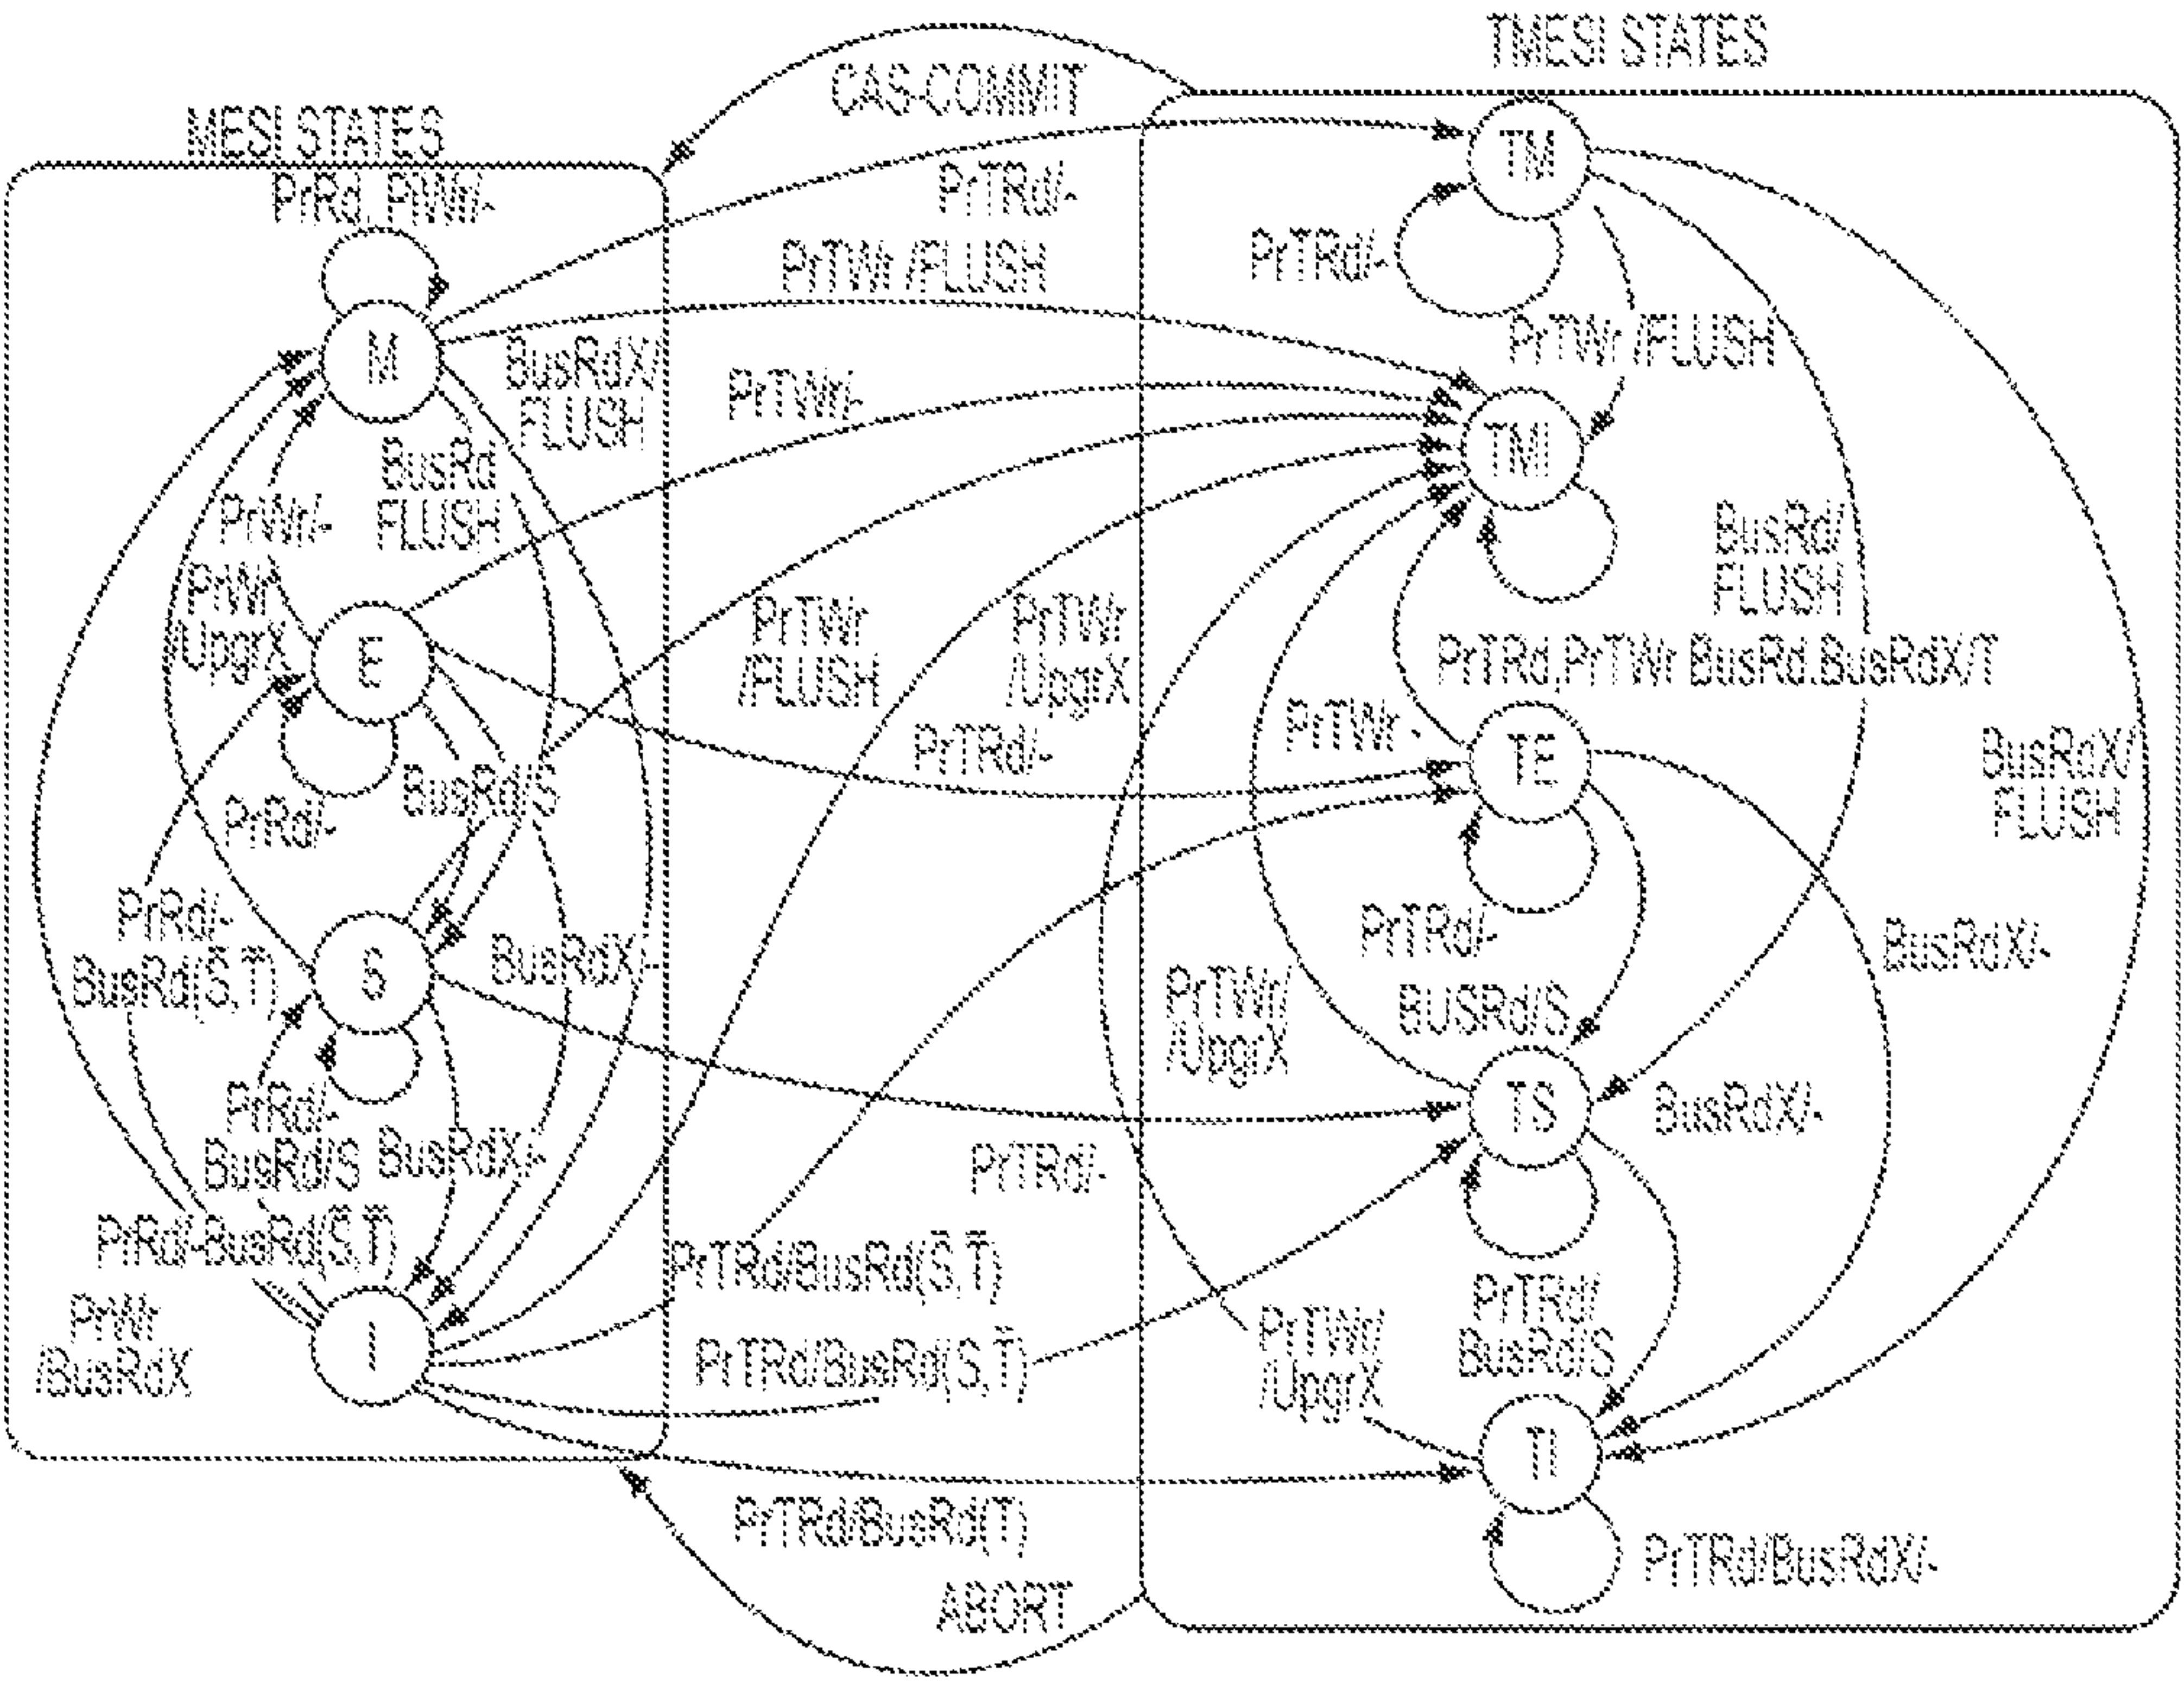 TMESI STATES
CAS-COMMIT
MESI STATES
PrRd, PrWr/-
TM
PrTRd/-
PrTRd/-
PrTWr /FLUSH
PrTWr /FLUSH
M
BusRdX/
FLUSH
PrTWr/-
TMI
BusRd
FLUSH
PrWr/-
BusRd/
FLUSH
PrWr
/UpgrX
E
PrTWr
/FLUSH
PrTWr
/UpgrX
PrTRd,PrTWr BusRd.BusRdX/T
PrTWr -
PrTRd/-
TE
BusRdX/
FLUSH
BusRd/S
PrRd/-
PrTRd/-
BusRdX/-
PrRd/-
BusRd(S̄,T̄)
S
BusRdX/-
PrTWr/
/UpgrX
BUSRd/S
PrRd/-
BusRd/S
BusRdX/-
PrTRd/-
TS
BusRdX/-
PrRd/-BusRd(S̄,T̄)
PrTRd/BusRd(S̄,T̄)
PrTRd/
BusRd/S
PrWr
/BusRdX
I
PrTRd/BusRd(S,T̄)
PrTWr/
/UpgrX
TI
PrTRd/BusRd(T)
PrTRd/BusRdX/-
ABORT